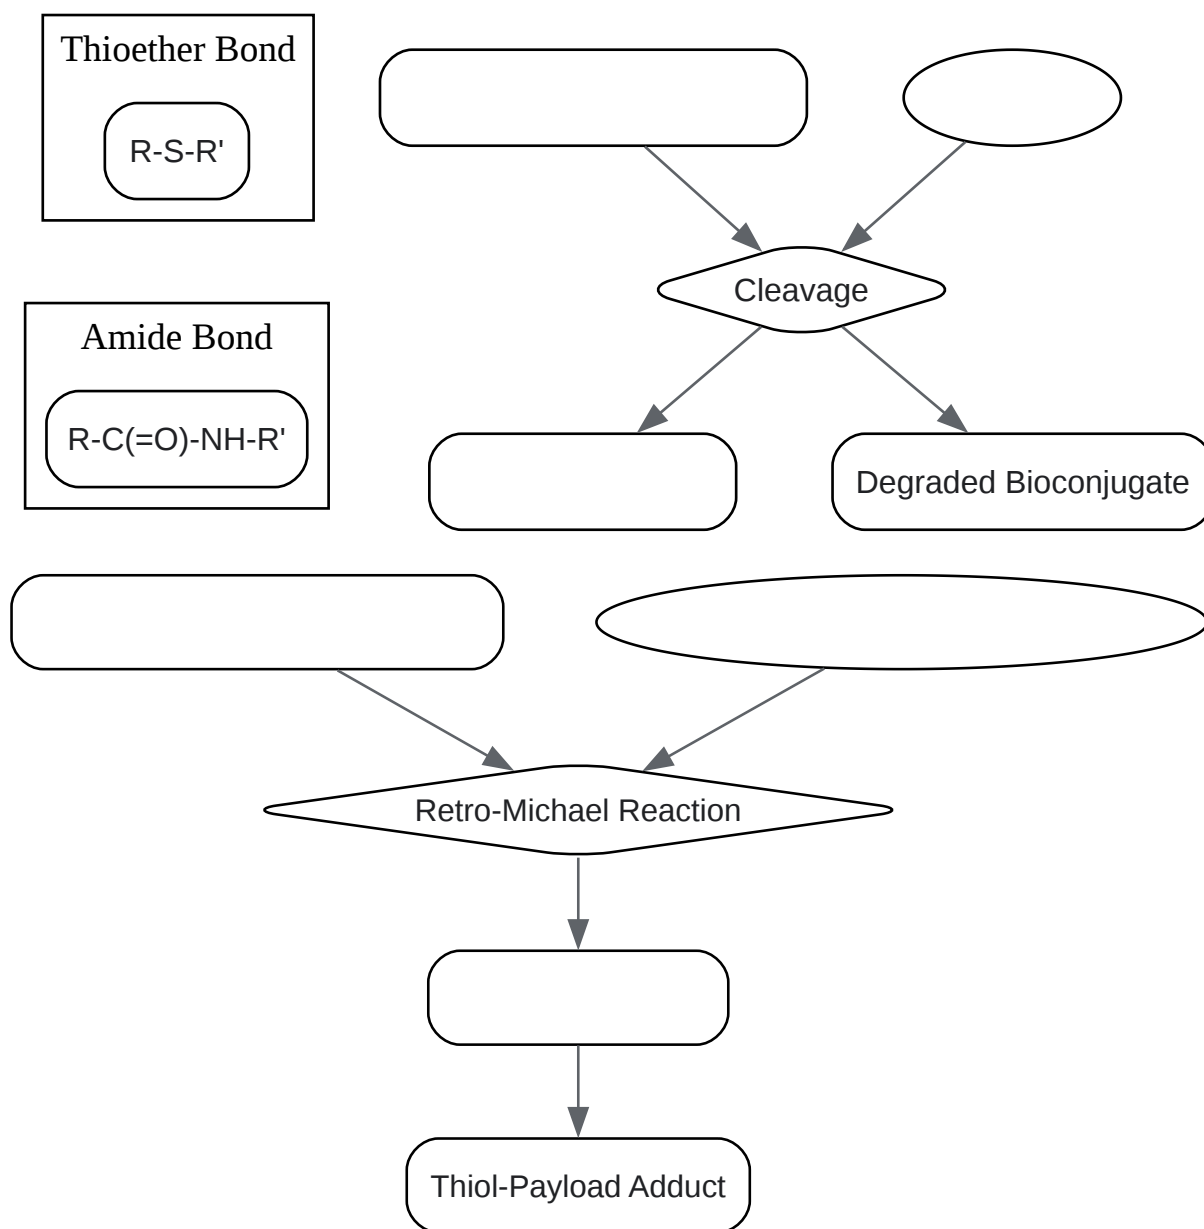 Thioether Bond
R-S-R'
Cleavage
Amide Bond
R-C(=O)-NH-R'
Degraded Bioconjugate
Retro-Michael Reaction
Thiol-Payload Adduct